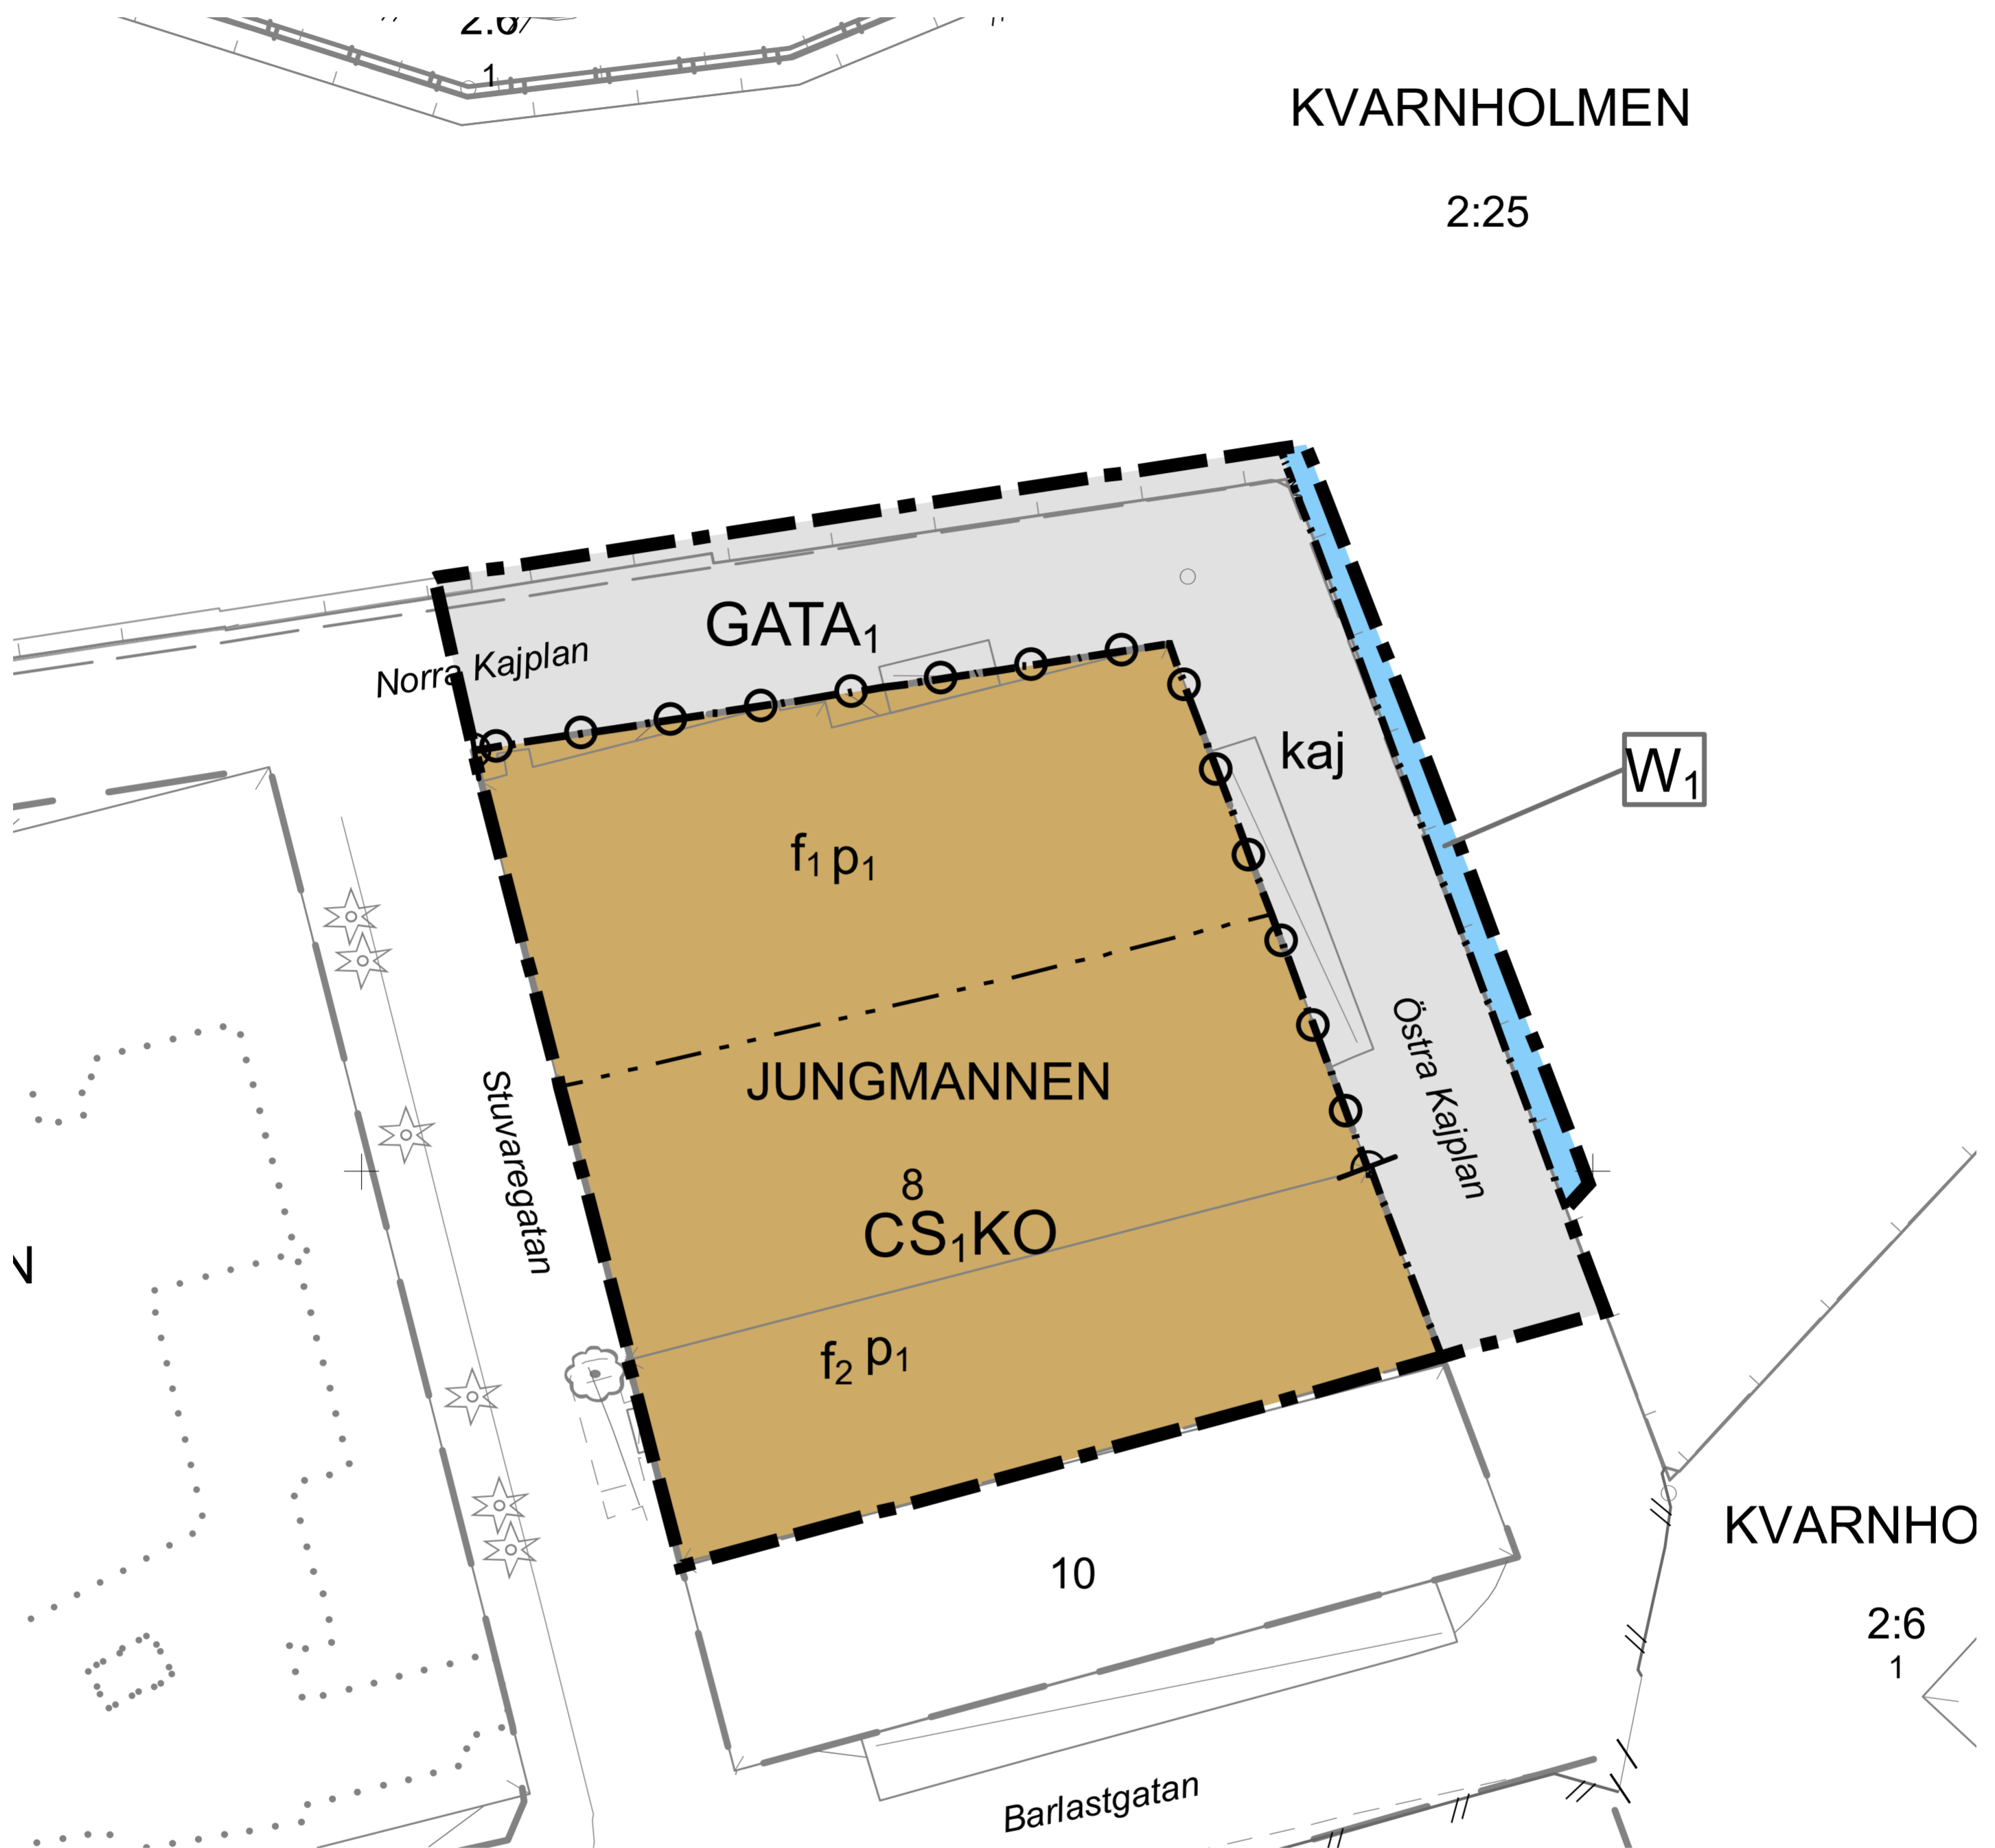 1
KVARNHOLMEN
2:25
GATA₁
Norra Kajplan
kaj
W₁
f₁ p₁
Östra Kajplan
JUNGMANNEN
Stuvaregatan
8
CS₁KO
N
f₂ p₁
KVARNHO
10
2:6
1
Barlastgatan